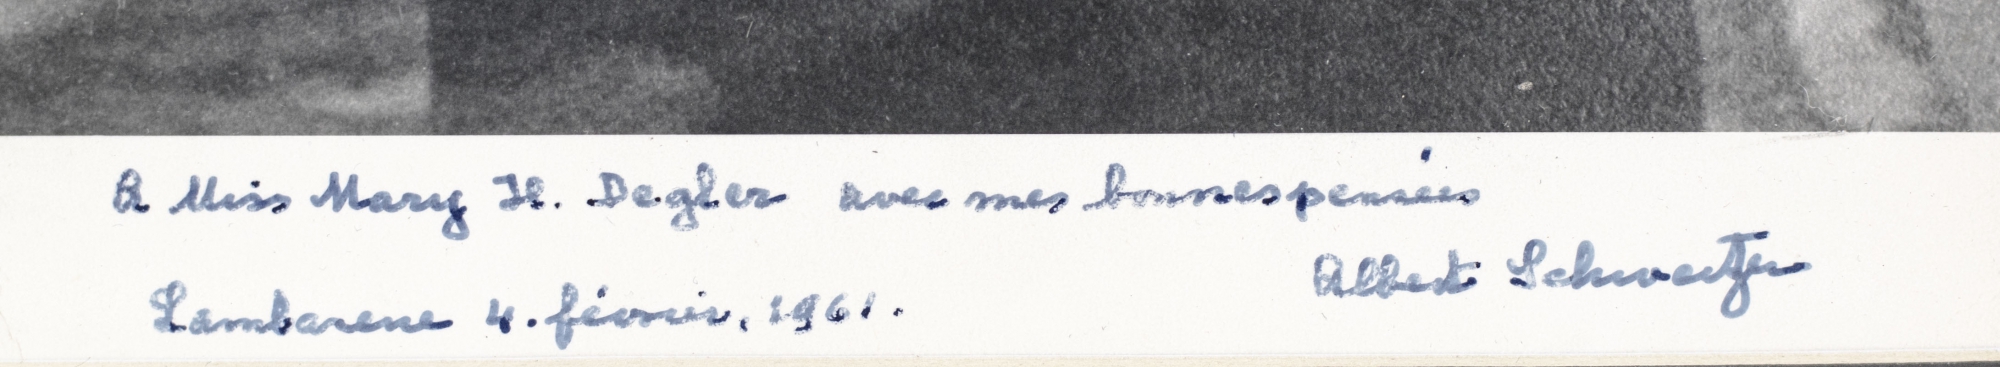 A Miss Mary H. Degler avec mes bonnes pensées
Albert Schweitzer
Lambarene 4. février, 1961.